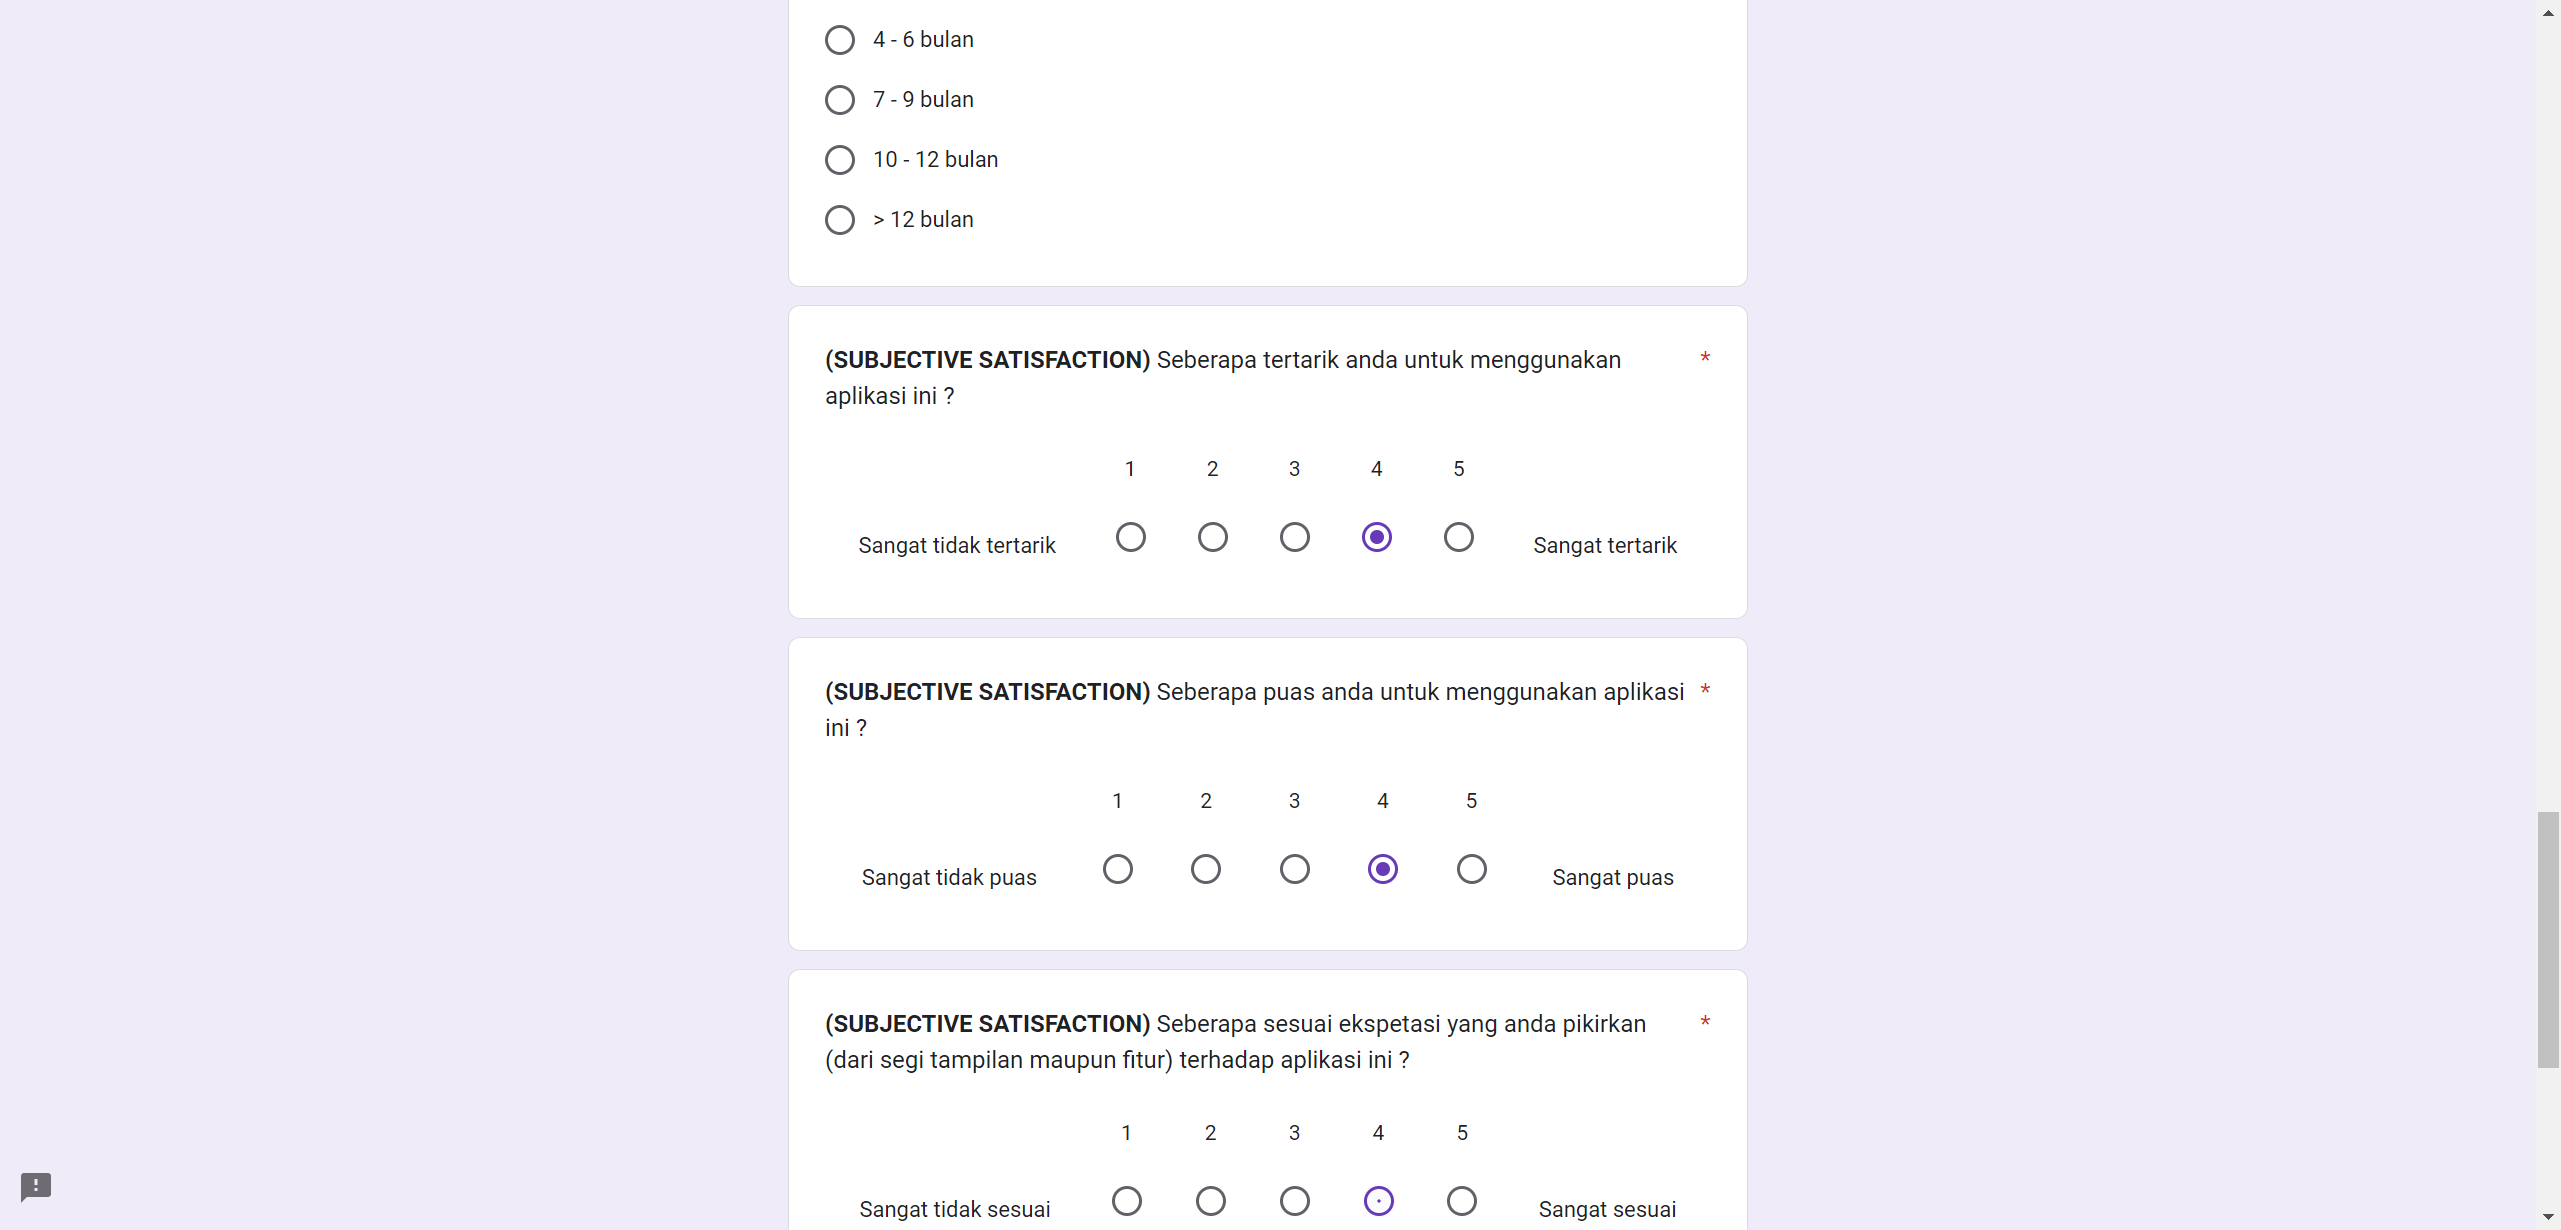 4 - 6 bulan
7 - 9 bulan
10 - 12 bulan
> 12 bulan
(SUBJECTIVE SATISFACTION) Seberapa tertarik anda untuk menggunakan *
aplikasi ini ?
1 2 3 4 5
Sangat tidak tertarik Sangat tertarik
(SUBJECTIVE SATISFACTION) Seberapa puas anda untuk menggunakan aplikasi *
ini ?
1 2 3 4 5
Sangat tidak puas Sangat puas
(SUBJECTIVE SATISFACTION) Seberapa sesuai ekspetasi yang anda pikirkan *
(dari segi tampilan maupun fitur) terhadap aplikasi ini ?
1 2 3 4 5
Sangat tidak sesuai Sangat sesuai